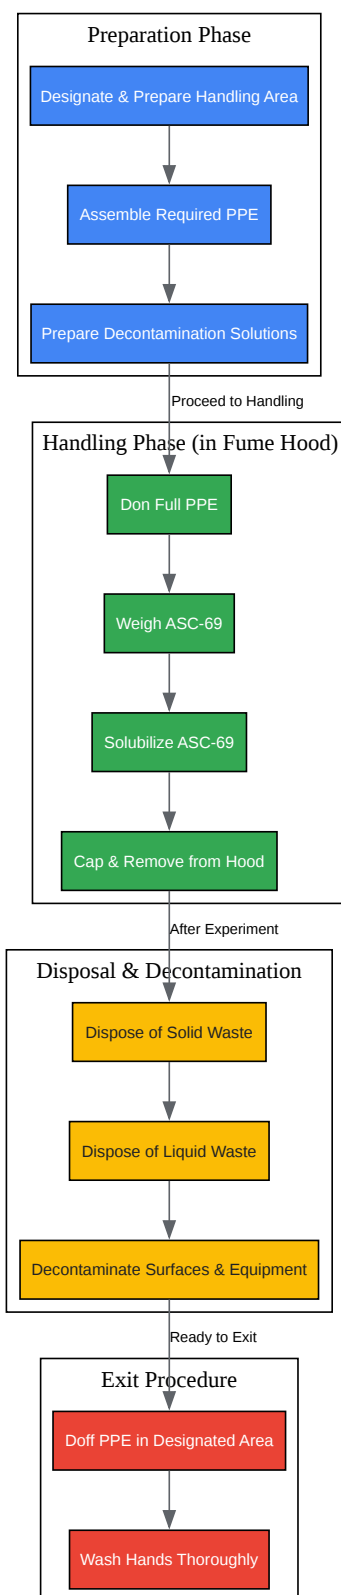 Preparation Phase
Designate & Prepare Handling Area
Assemble Required PPE
Prepare Decontamination Solutions
Proceed to Handling
Handling Phase (in Fume Hood)
Don Full PPE
Weigh ASC-69
Solubilize ASC-69
Cap & Remove from Hood
After Experiment
Disposal & Decontamination
Dispose of Solid Waste
Dispose of Liquid Waste
Decontaminate Surfaces & Equipment
Ready to Exit
Exit Procedure
Doff PPE in Designated Area
Wash Hands Thoroughly